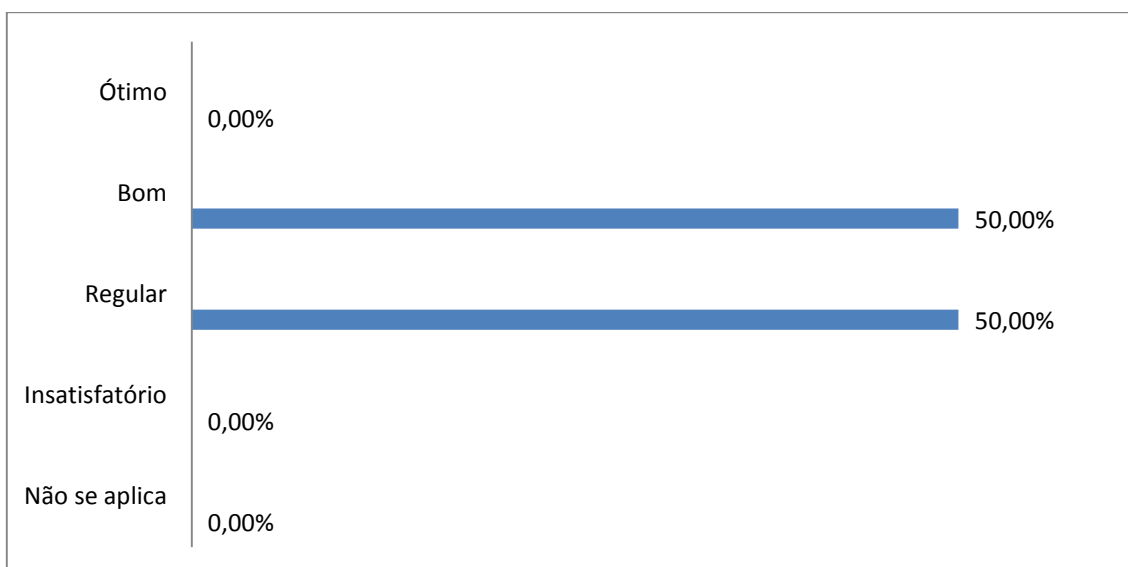 Ótimo
0,00%
Bom
50,00%
Regular
50,00%
Insatisfatório
0,00%
Não se aplica
0,00%